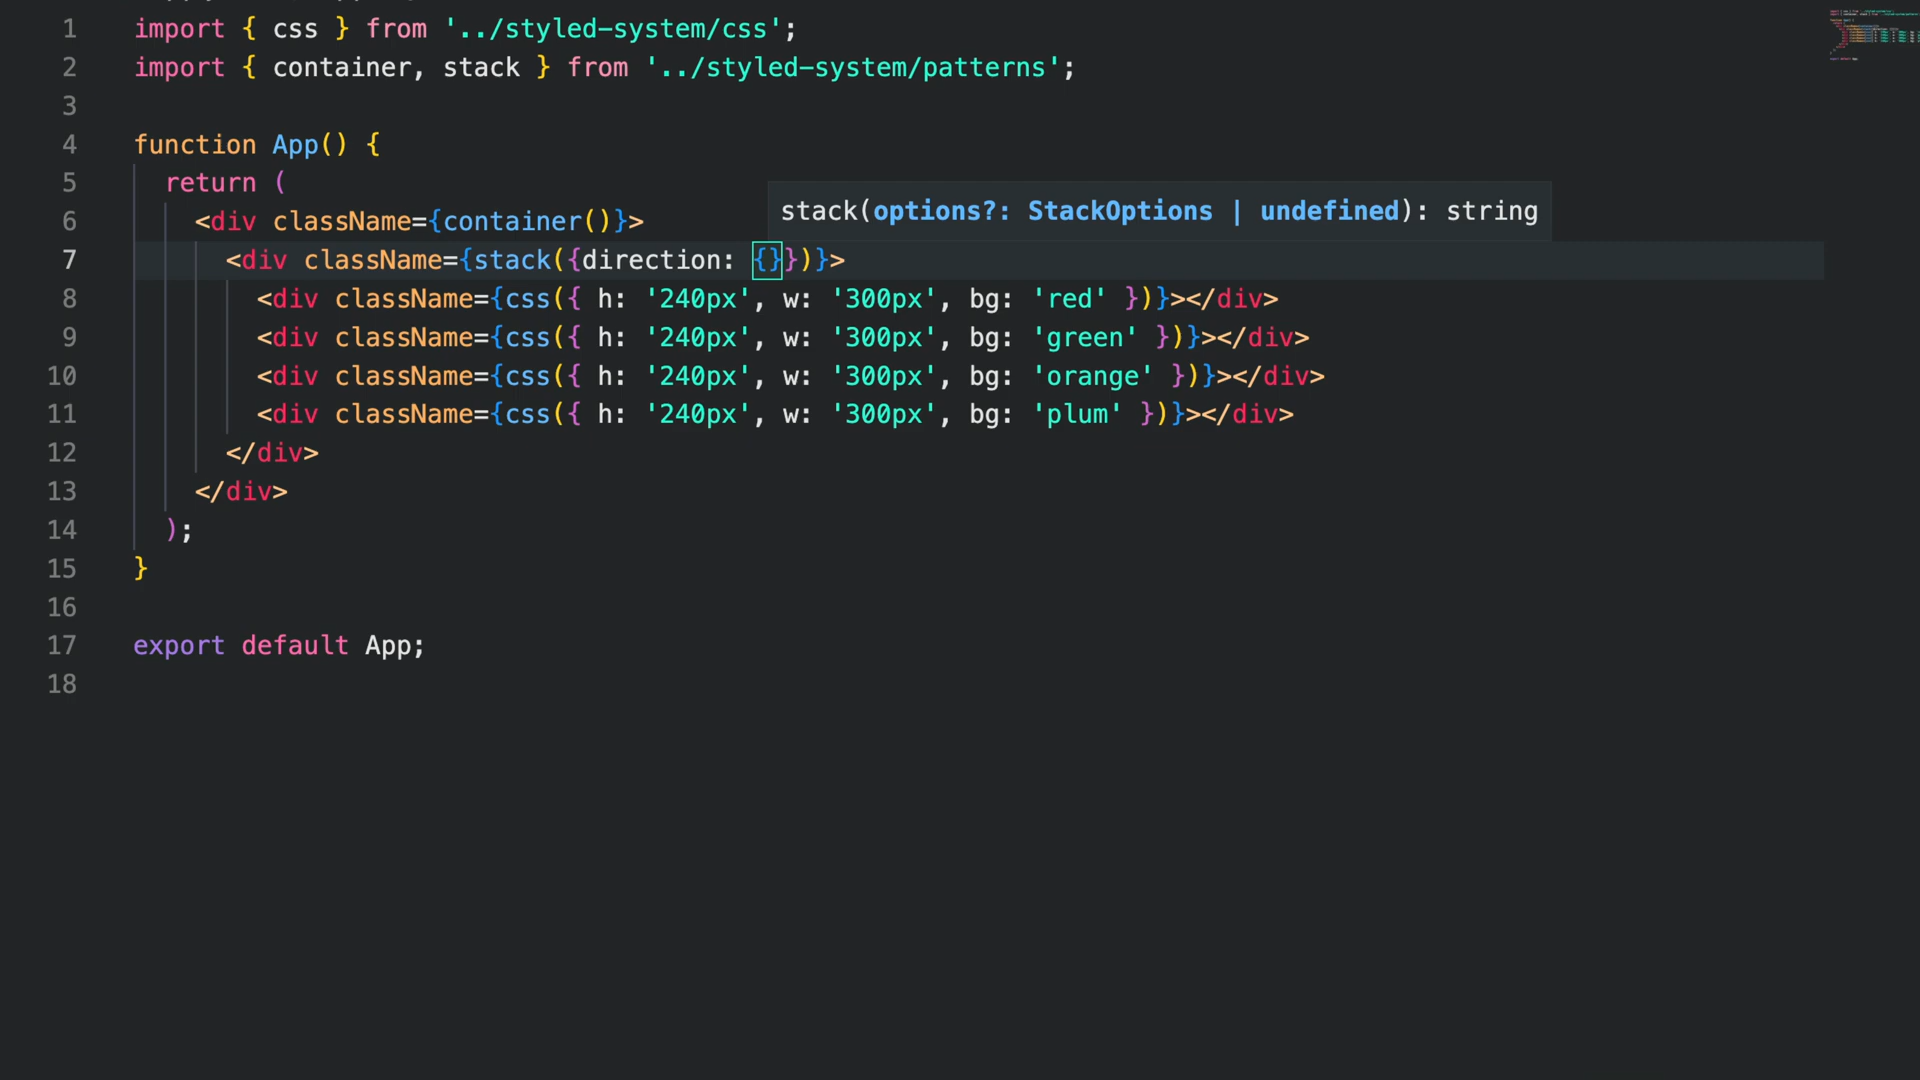 1 import { css } from '../styled-system/css';
2 import { container, stack } from '../styled-system/patterns';
3
4 function App() {
5 return (
stack(options?: StackOptions | undefined): string
6 <div className={container()}>
7 <div className={stack({direction: {}})}>
8 <div className={css({ h: '240px', w: '300px', bg: 'red' })}></div>
9 <div className={css({ h: '240px', w: '300px', bg: 'green' })}></div>
10 <div className={css({ h: '240px', w: '300px', bg: 'orange' })}></div>
11 <div className={css({ h: '240px', w: '300px', bg: 'plum' })}></div>
12 </div>
13 </div>
14 );
15 }
16
17 export default App;
18